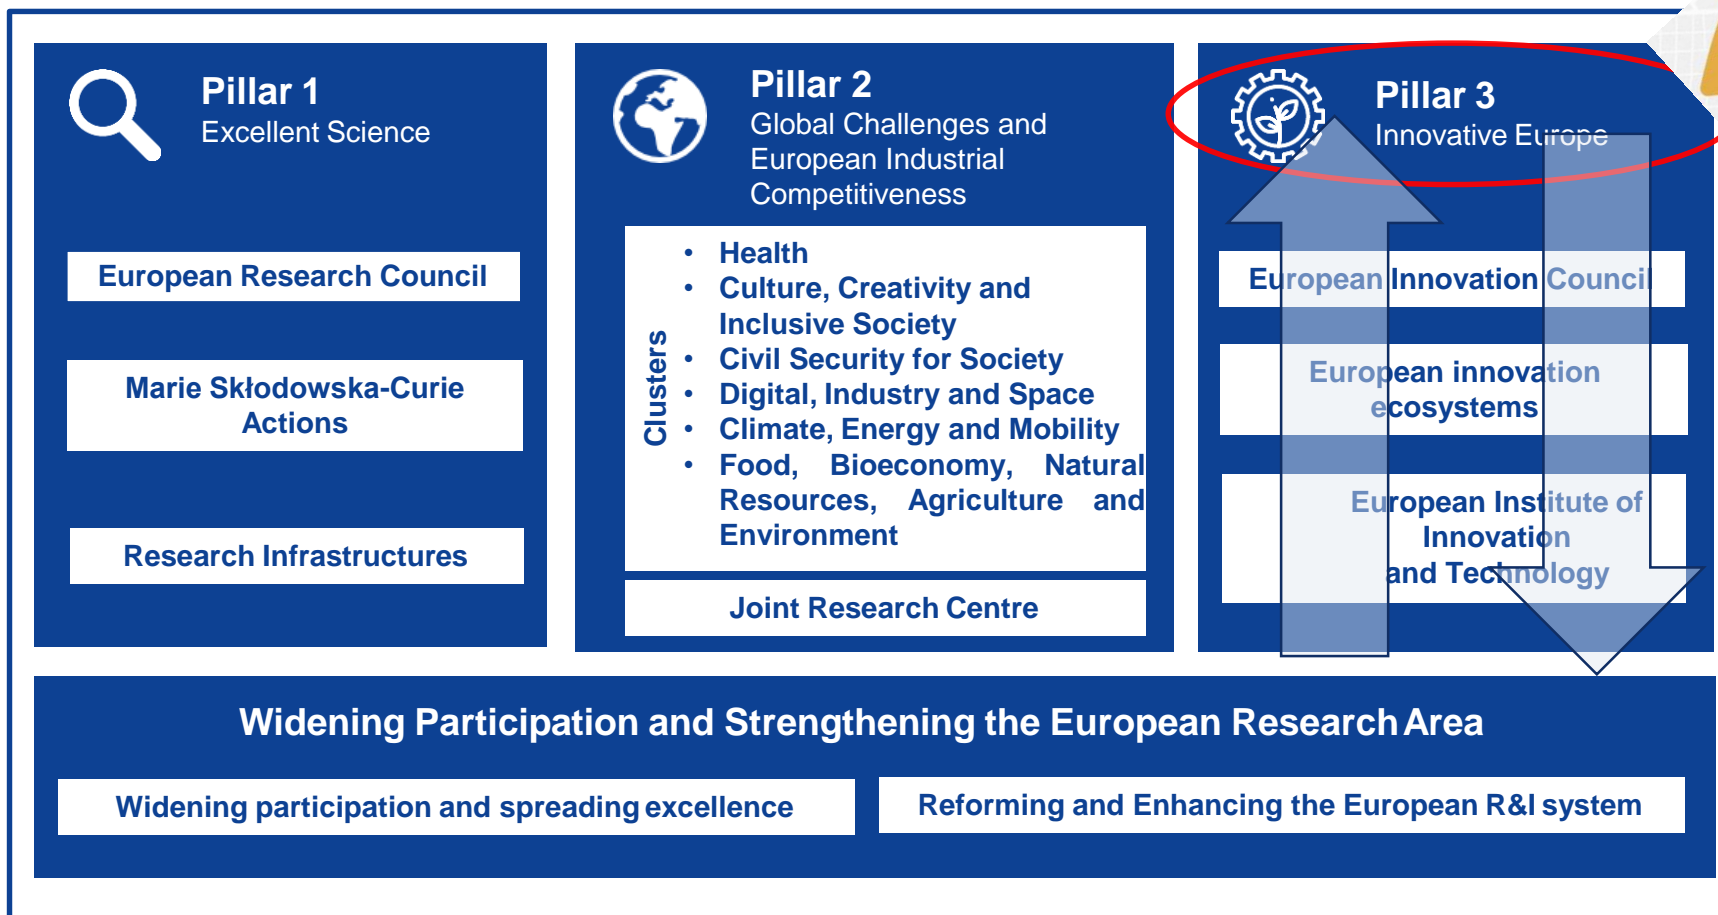 Pillar 1
Excellent Science
European Research Council
Marie Skłodowska-Curie
Actions
Research Infrastructures
Pillar 2
Global Challenges and
European Industrial
Competitiveness
Clusters
• Health
• Culture, Creativity and
Inclusive Society
• Civil Security for Society
• Digital, Industry and Space
• Climate, Energy and Mobility
• Food, Bioeconomy, Natural
Resources, Agriculture and
Environment
Joint Research Centre
Pillar 3
Innovative Europe
European Innovation Council
European innovation
ecosystems
European Institute of
Innovation
and Technology
Widening Participation and Strengthening the European Research Area
Widening participation and spreading excellence
Reforming and Enhancing the European R&I system